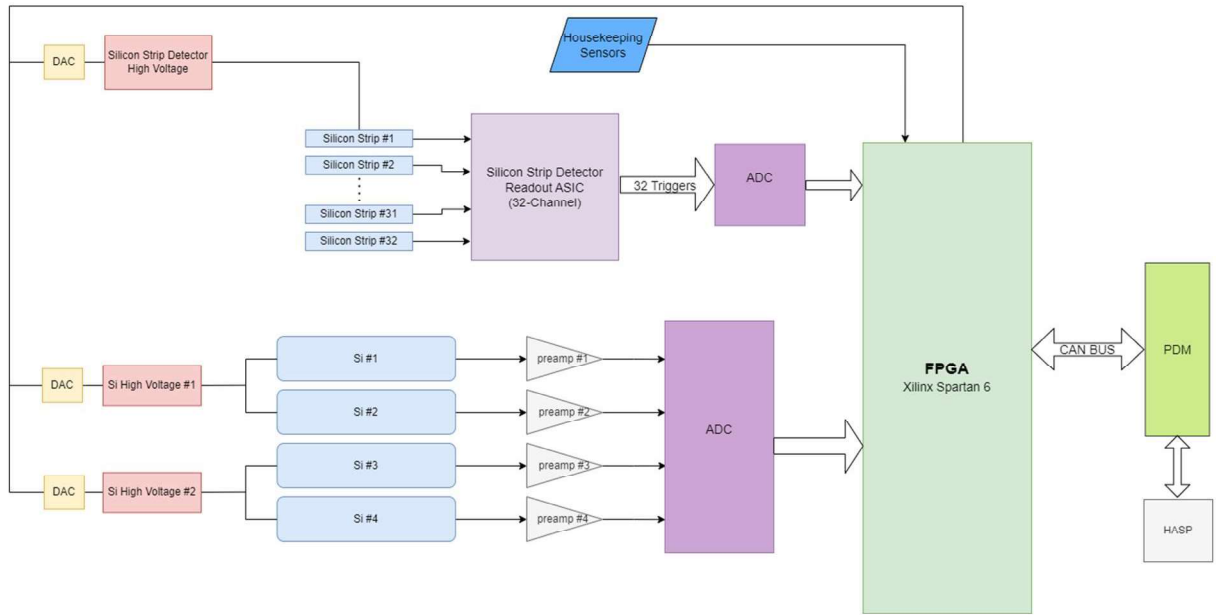 Housekeeping
Sensors
DAC
Silicon Strip Detector
High Voltage
Silicon Strip #1
Silicon Strip #2
Silicon Strip #31
Silicon Strip #32
Silicon Strip Detector
Readout ASIC
(32-Channel)
32 Triggers
ADC
DAC
Si High Voltage #1
Si #1
Si #2
preamp #1
preamp #2
DAC
Si High Voltage #2
Si #3
Si #4
preamp #3
preamp #4
ADC
FPGA
Xilinx Spartan 6
CAN BUS
PDM
HASP